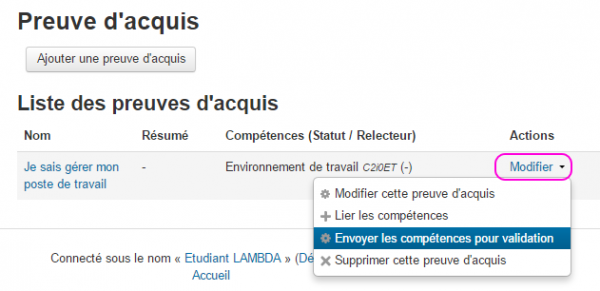 Preuve d'acquis
Ajouter une preuve d'acquis
Liste des preuves d'acquis
Nom Résumé Compétences (Statut / Relecteur) Actions
Je sais gérer mon - Environnement de travail C2i0ET (-) Modifier
poste de travail
Modifier cette preuve d'acquis
Lier les compétences
Envoyer les compétences pour validation
Supprimer cette preuve d'acquis
Connecté sous le nom « Etudiant LAMBDA » (Dé
Accueil